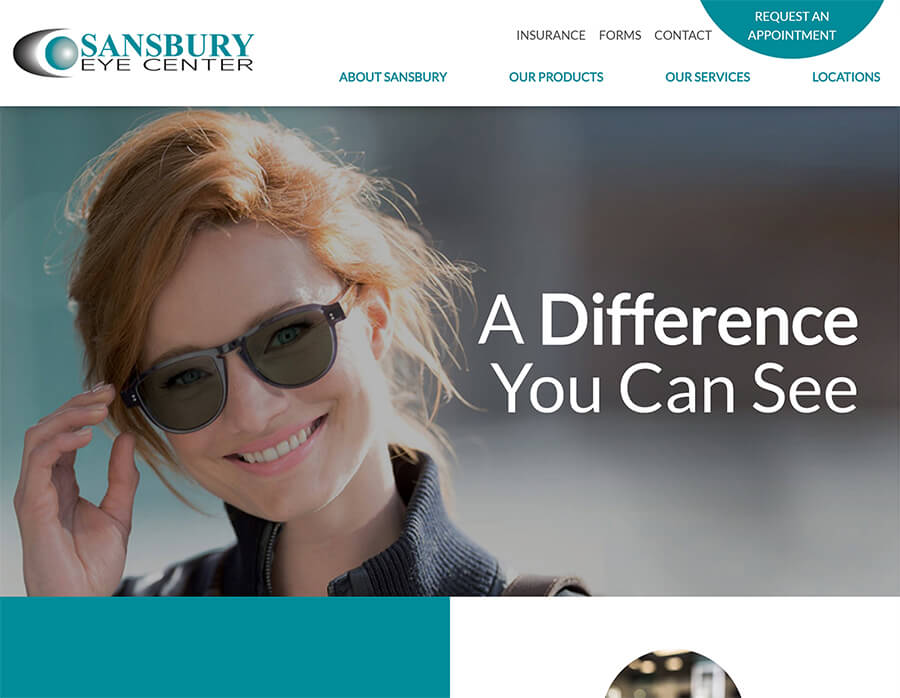 SANSBURY
EYE CENTER
INSURANCE FORMS CONTACT
REQUEST AN
APPOINTMENT
ABOUT SANSBURY OUR PRODUCTS OUR SERVICES LOCATIONS
A Difference
You Can See